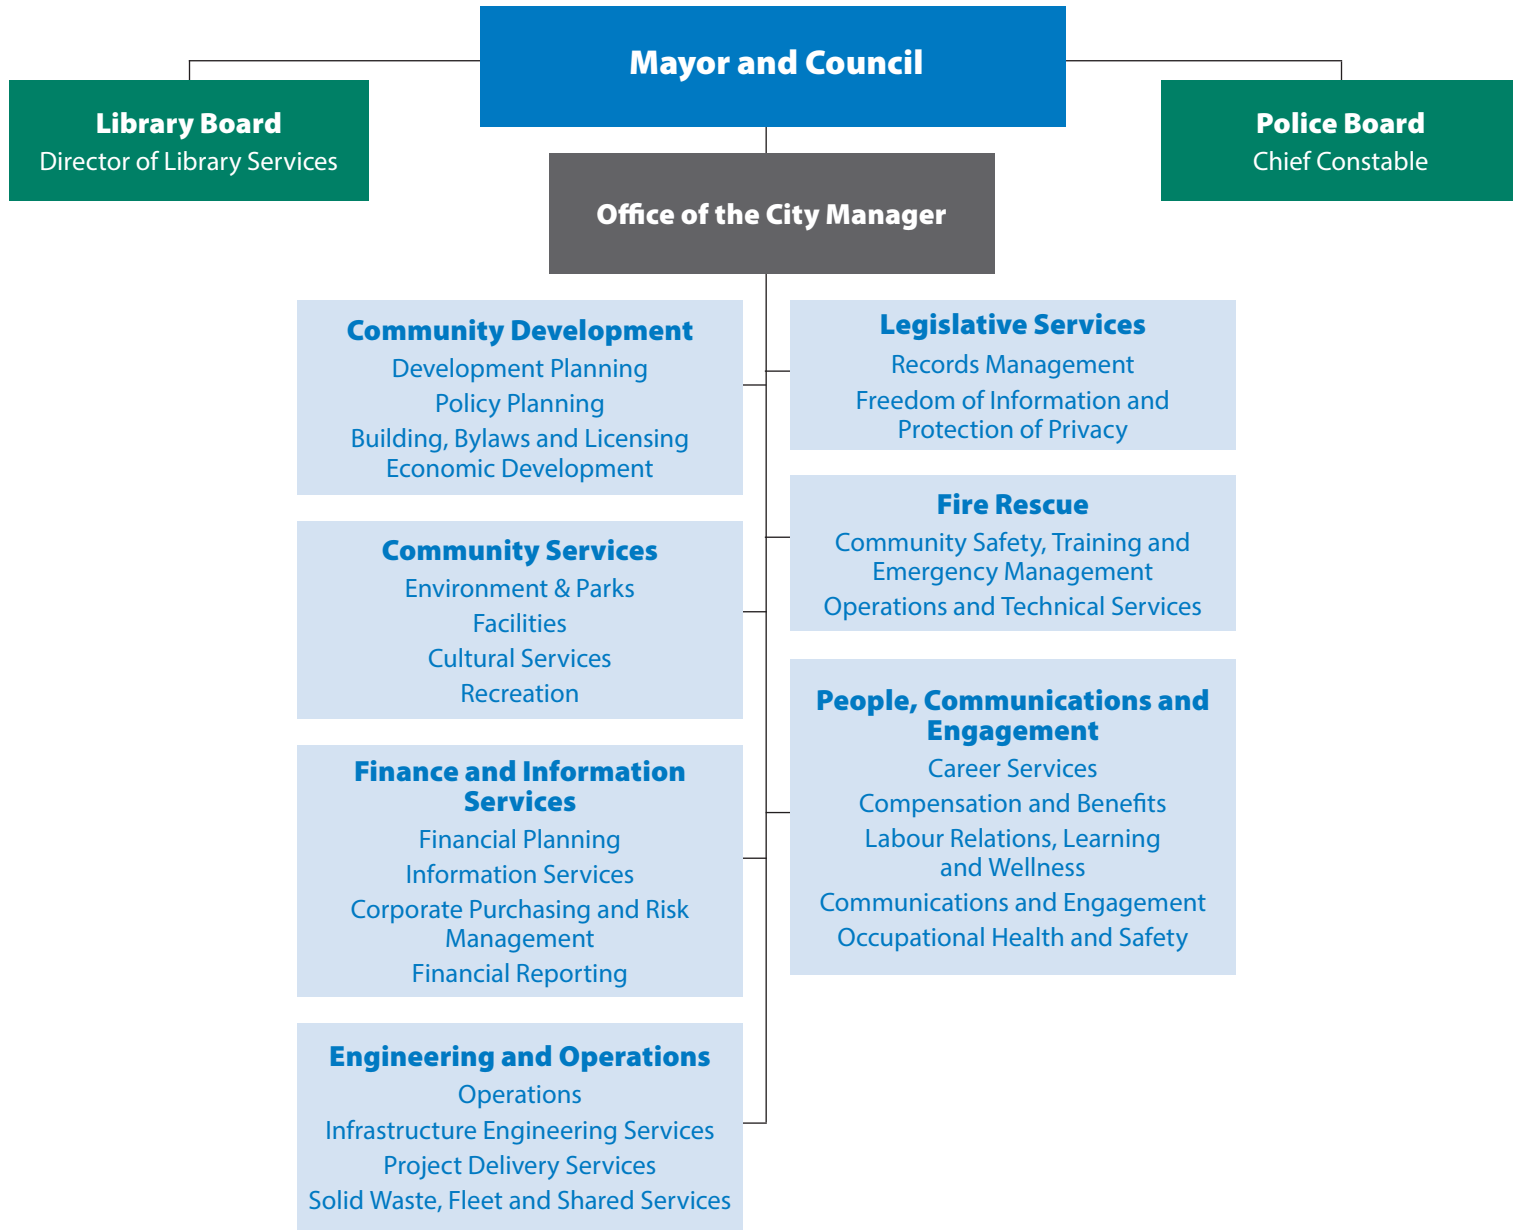 Mayor and Council
Library Board
Director of Library Services
Police Board
Chief Constable
Office of the City Manager
Community Development
Development Planning
Policy Planning
Building, Bylaws and Licensing
Economic Development
Community Services
Environment & Parks
Facilities
Cultural Services
Recreation
Finance and Information
Services
Financial Planning
Information Services
Corporate Purchasing and Risk
Management
Financial Reporting
Engineering and Operations
Operations
Infrastructure Engineering Services
Project Delivery Services
Solid Waste, Fleet and Shared Services
Legislative Services
Records Management
Freedom of Information and
Protection of Privacy
Fire Rescue
Community Safety, Training and
Emergency Management
Operations and Technical Services
People, Communications and
Engagement
Career Services
Compensation and Benefits
Labour Relations, Learning
and Wellness
Communications and Engagement
Occupational Health and Safety